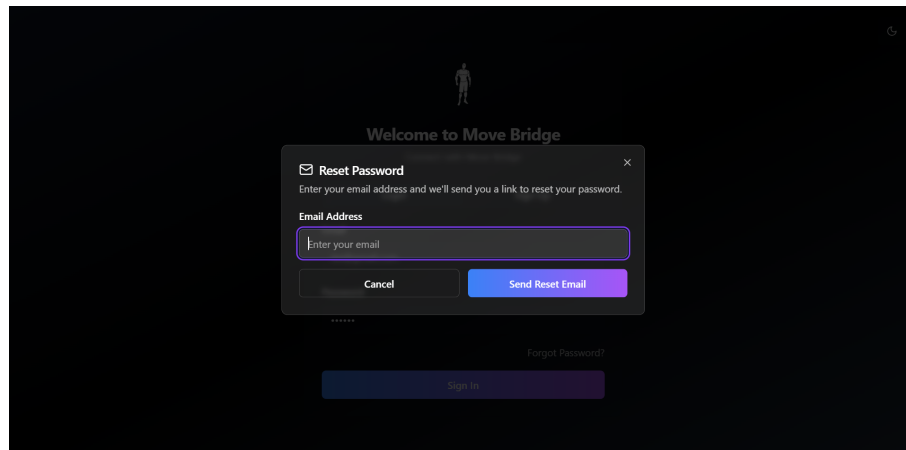 Welcome to Move Bridge
Reset Password
Enter your email address and we'll send you a link to reset your password.
Email Address
Enter your email
Cancel
Send Reset Email
••••••
Forgot Password?
Sign In